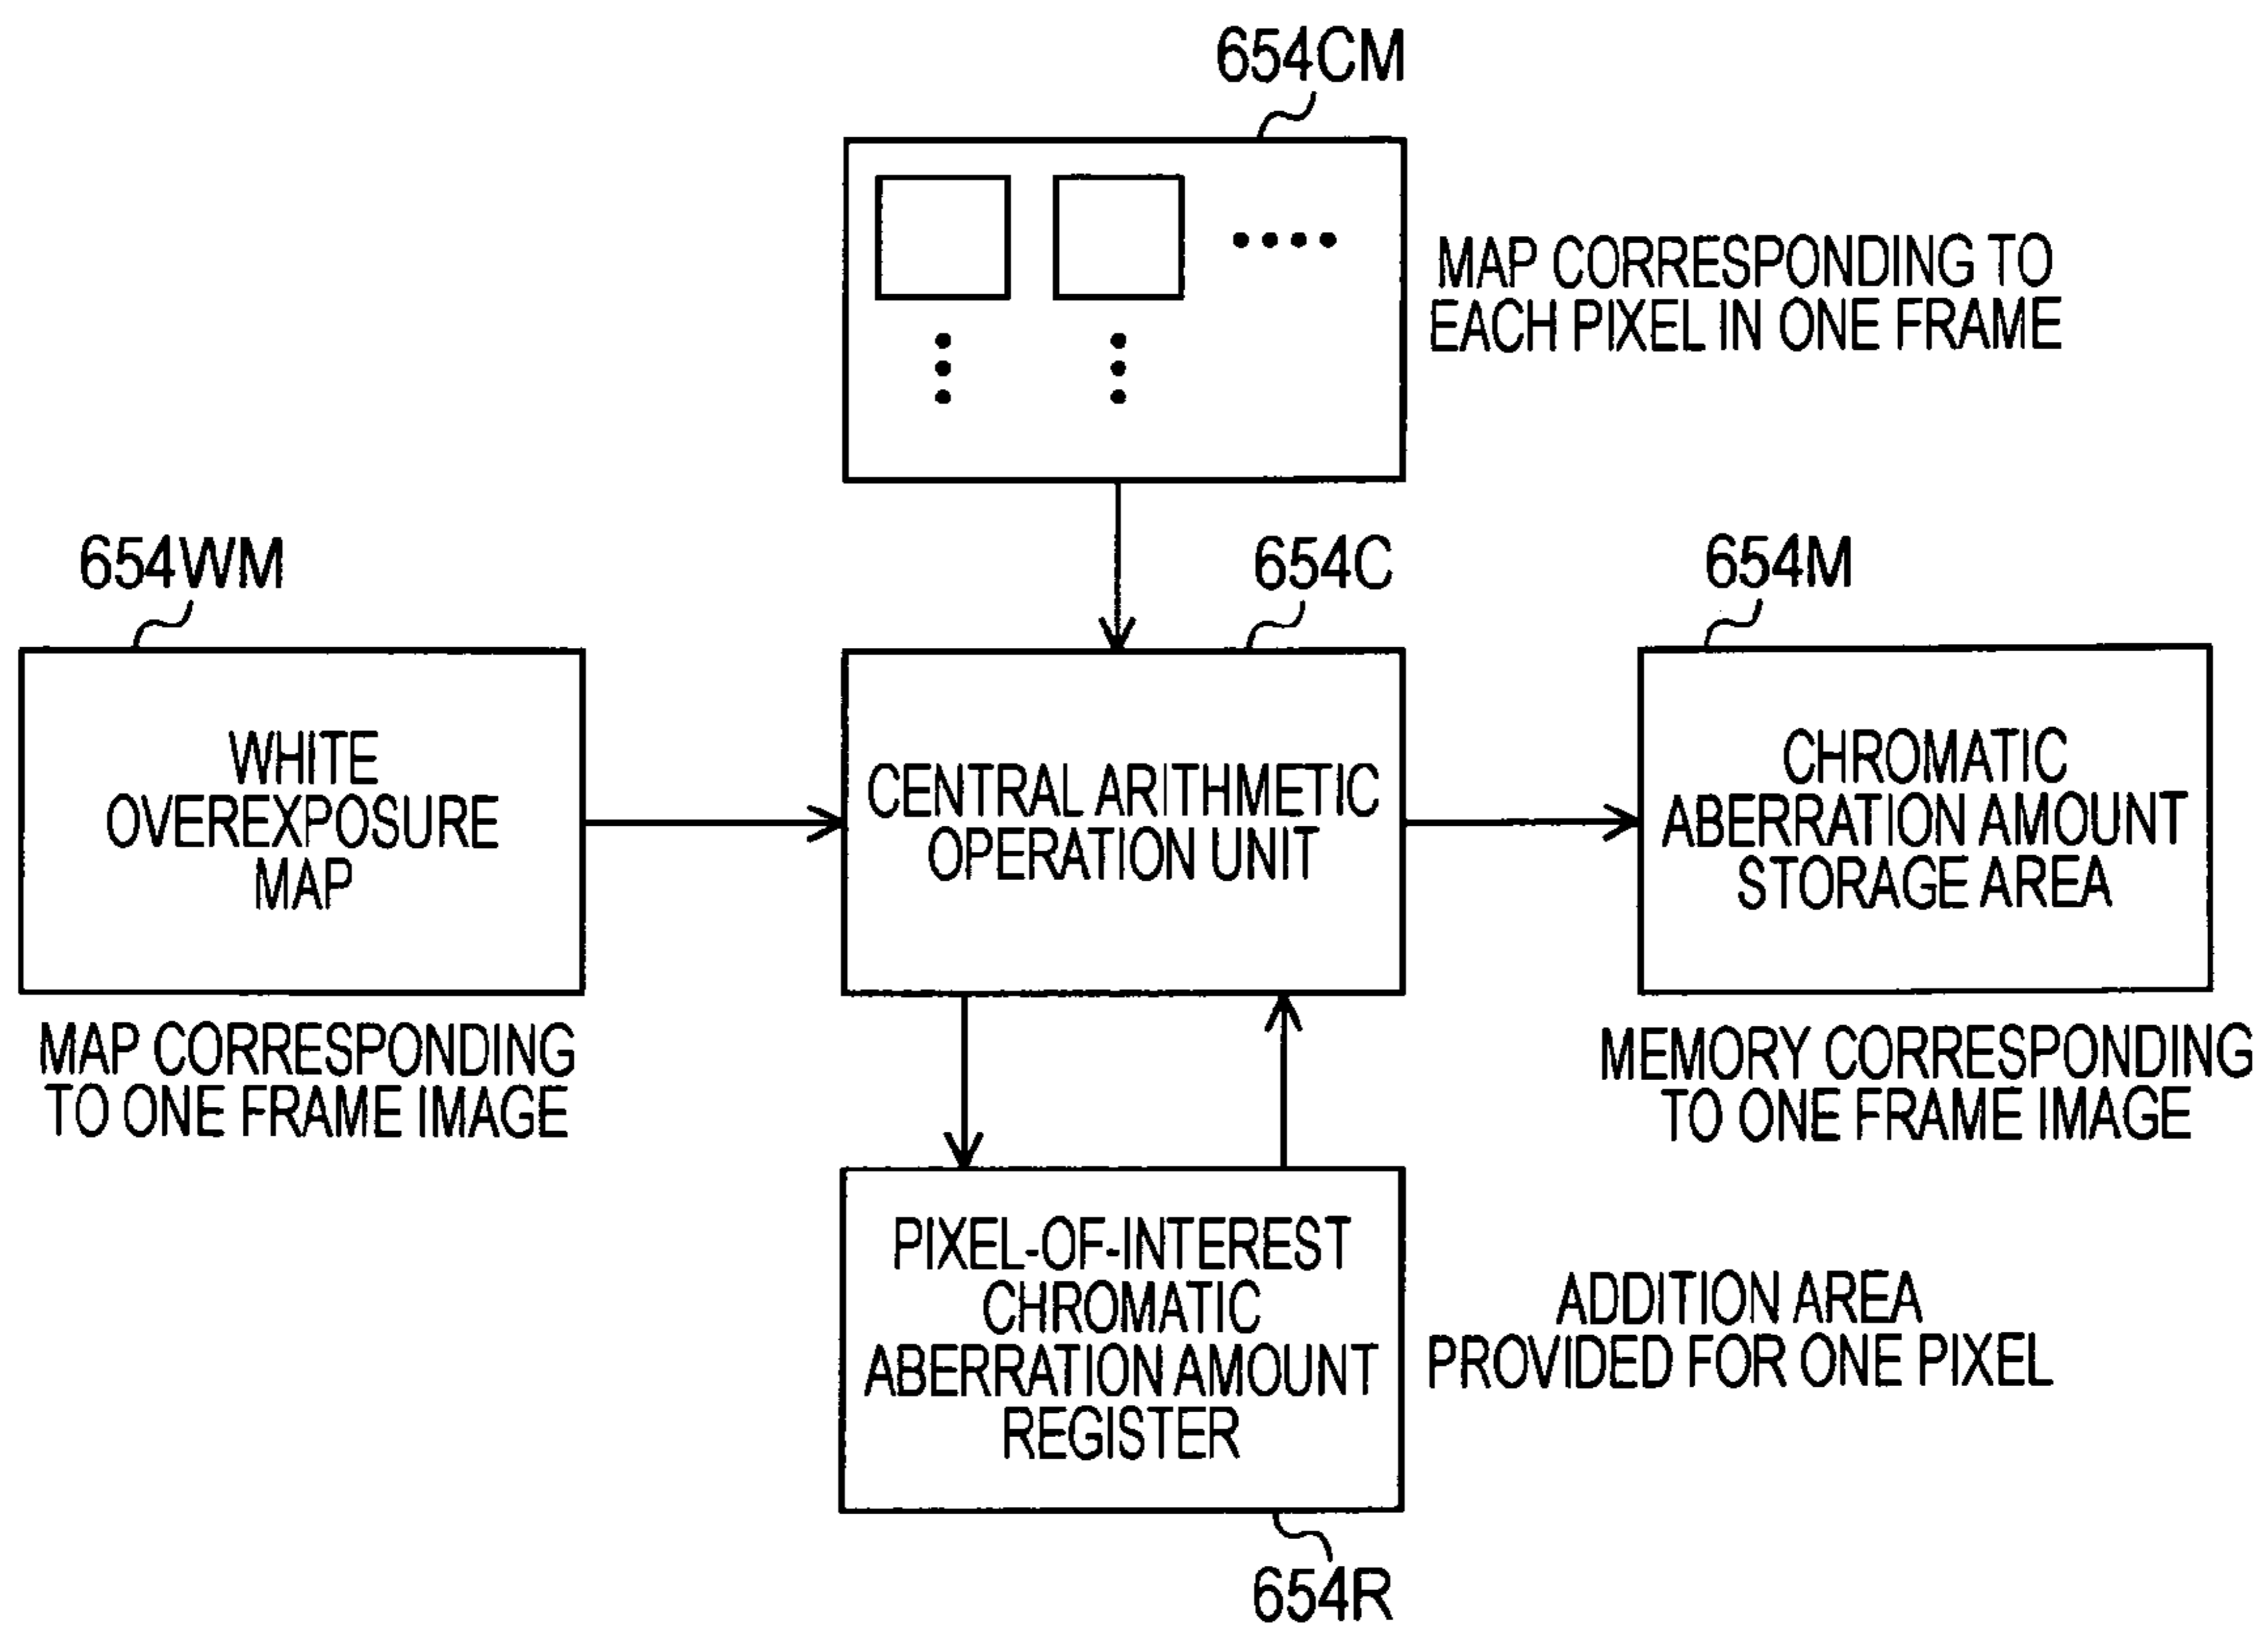 654CM
MAP CORRESPONDING TO
EACH PIXEL IN ONE FRAME
654WM
654C
654M
WHITE
OVEREXPOSURE
MAP
CENTRAL ARITHMETIC
OPERATION UNIT
CHROMATIC
ABERRATION AMOUNT
STORAGE AREA
MAP CORRESPONDING
TO ONE FRAME IMAGE
MEMORY CORRESPONDING
TO ONE FRAME IMAGE
PIXEL-OF-INTEREST
CHROMATIC
ABERRATION AMOUNT
REGISTER
ADDITION AREA
PROVIDED FOR ONE PIXEL
654R